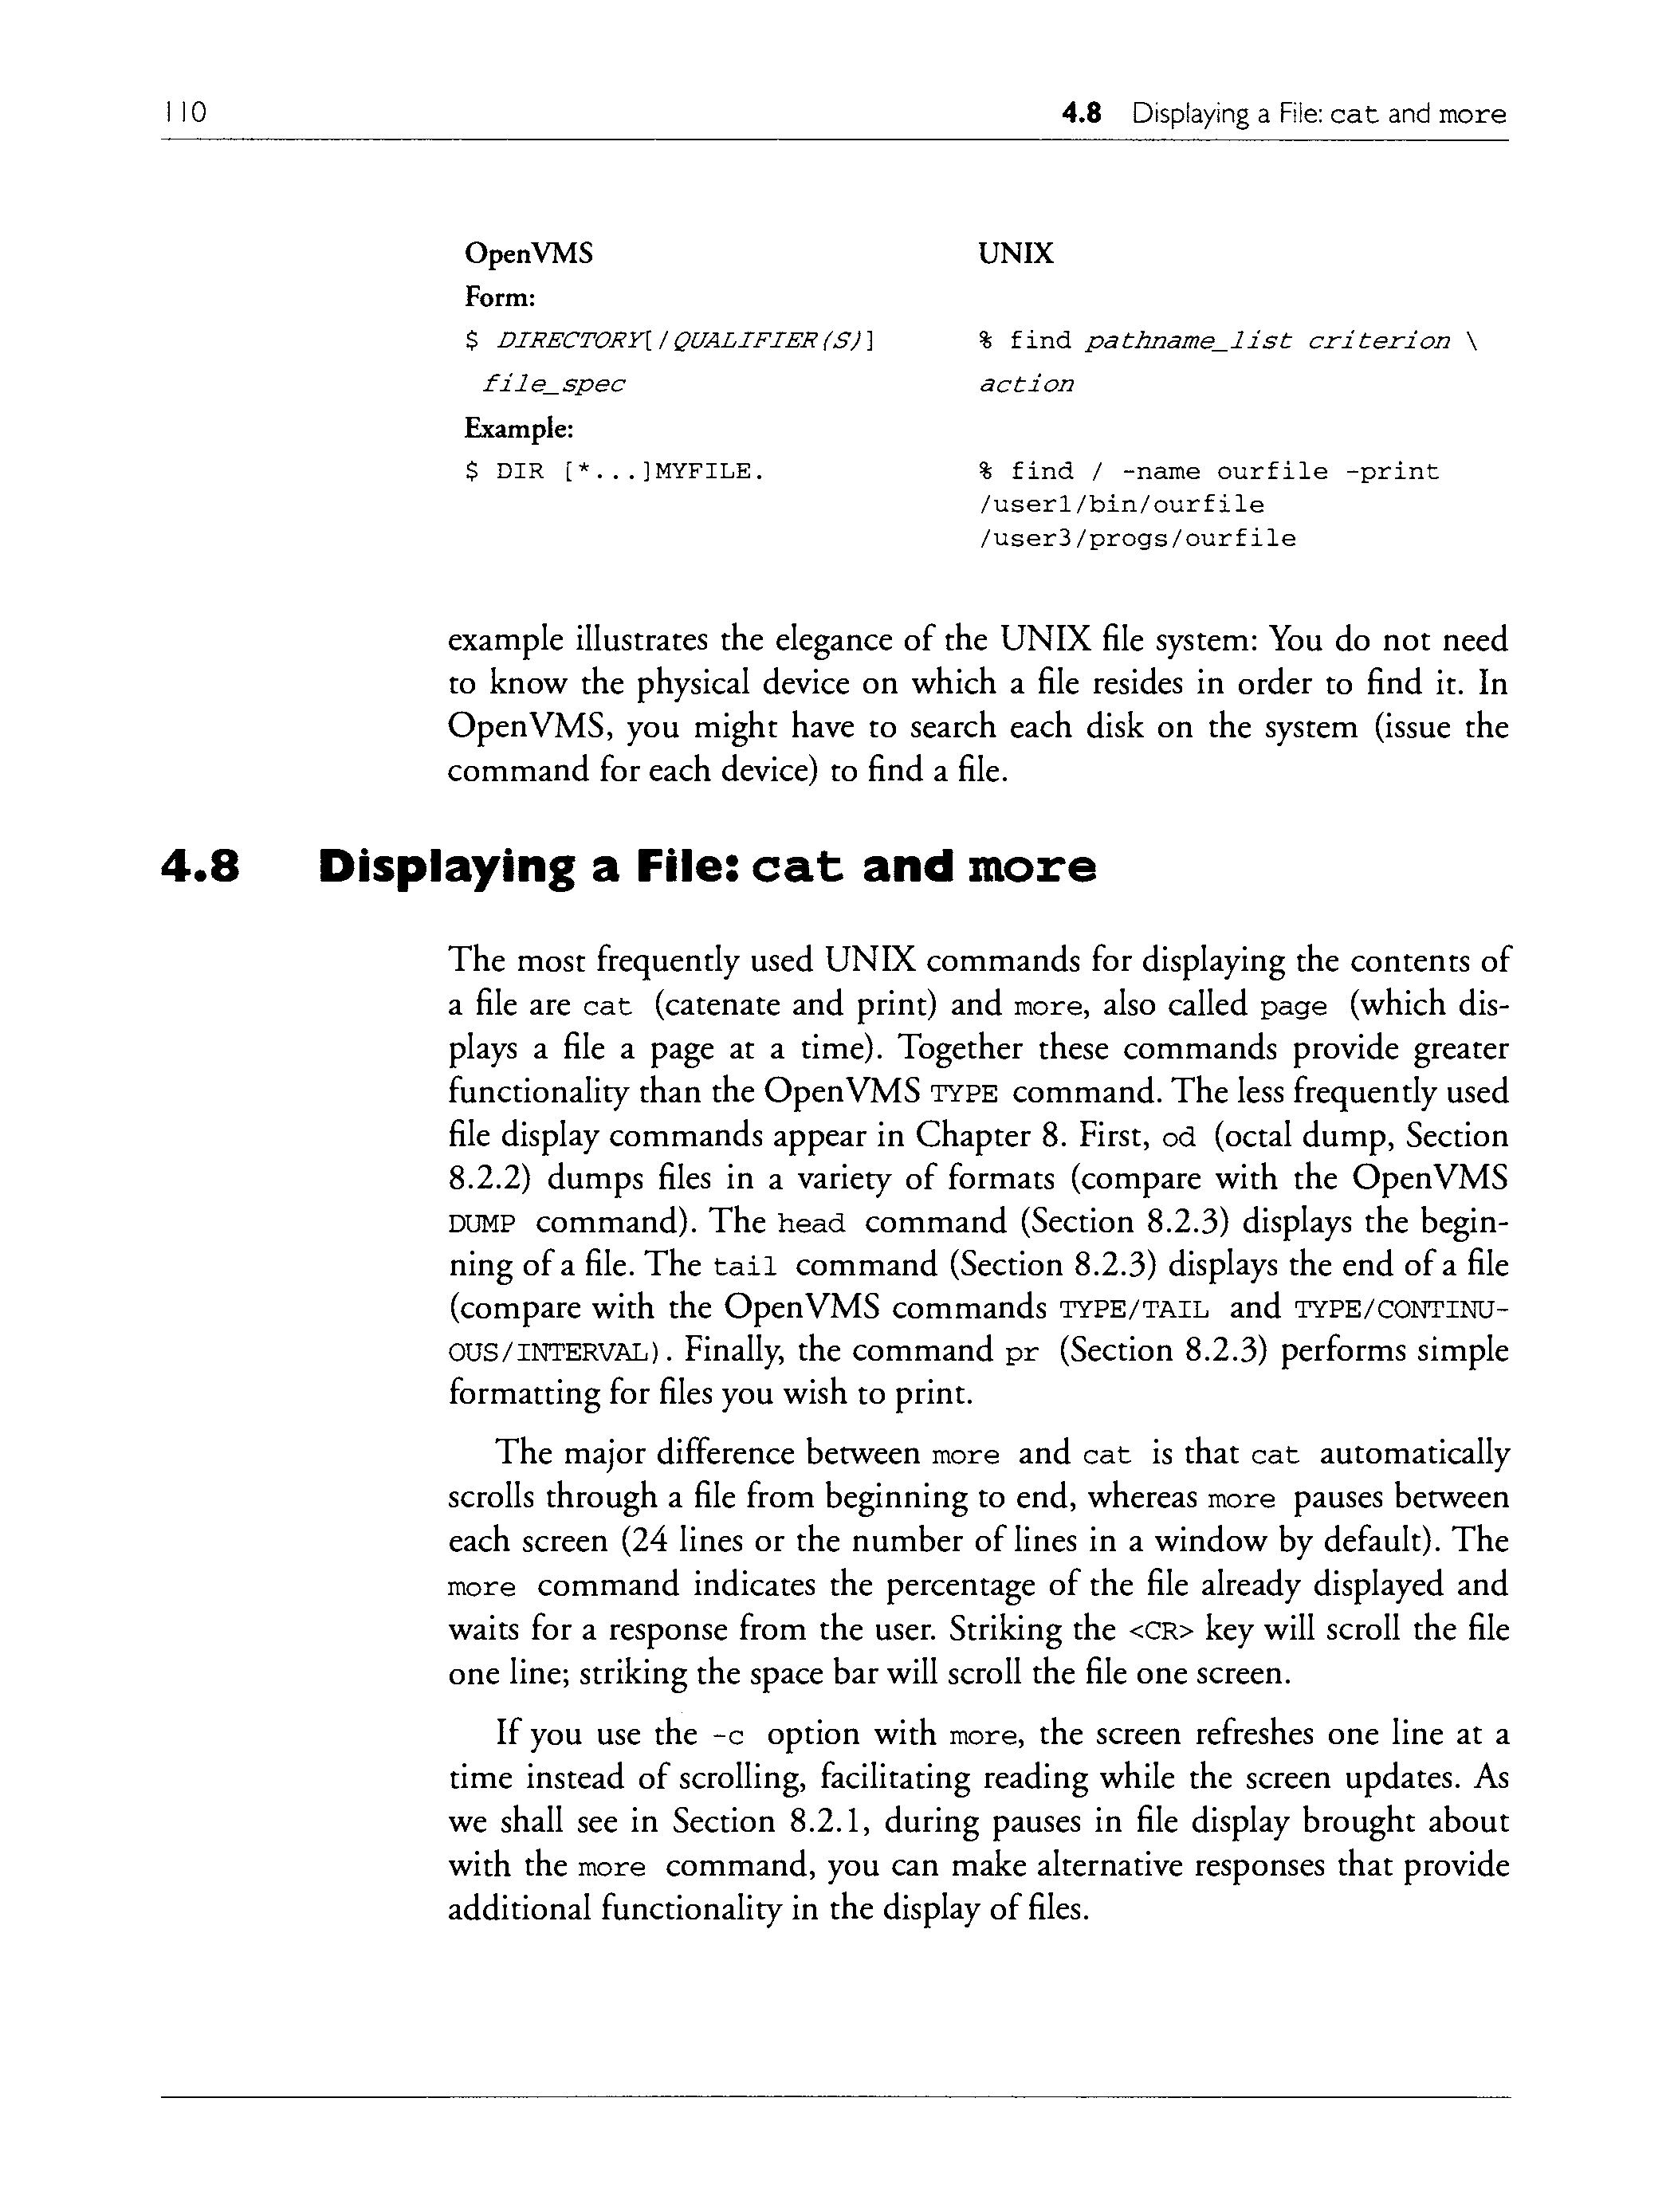 110 4.8 Displaying a File: cat and more
OpenVMS UNIX
Form:
$ DIRECTORY[/QUALIFIER(S)] % find pathname_list criterion \
file_spec action
Example:
$ DIR [*...]MYFILE. % find / -name ourfile -print
/user1/bin/ourfile
/user3/progs/ourfile
example illustrates the elegance of the UNIX file system: You do not need
to know the physical device on which a file resides in order to find it. In
OpenVMS, you might have to search each disk on the system (issue the
command for each device) to find a file.
4.8 Displaying a File: cat and more
The most frequently used UNIX commands for displaying the contents of
a file are cat (catenate and print) and more, also called page (which dis-
plays a file a page at a time). Together these commands provide greater
functionality than the OpenVMS TYPE command. The less frequently used
file display commands appear in Chapter 8. First, od (octal dump, Section
8.2.2) dumps files in a variety of formats (compare with the OpenVMS
DUMP command). The head command (Section 8.2.3) displays the begin-
ning of a file. The tail command (Section 8.2.3) displays the end of a file
(compare with the OpenVMS commands TYPE/TAIL and TYPE/CONTINU-
OUS/INTERVAL). Finally, the command pr (Section 8.2.3) performs simple
formatting for files you wish to print.
The major difference between more and cat is that cat automatically
scrolls through a file from beginning to end, whereas more pauses between
each screen (24 lines or the number of lines in a window by default). The
more command indicates the percentage of the file already displayed and
waits for a response from the user. Striking the <CR> key will scroll the file
one line; striking the space bar will scroll the file one screen.
If you use the -c option with more, the screen refreshes one line at a
time instead of scrolling, facilitating reading while the screen updates. As
we shall see in Section 8.2.1, during pauses in file display brought about
with the more command, you can make alternative responses that provide
additional functionality in the display of files.